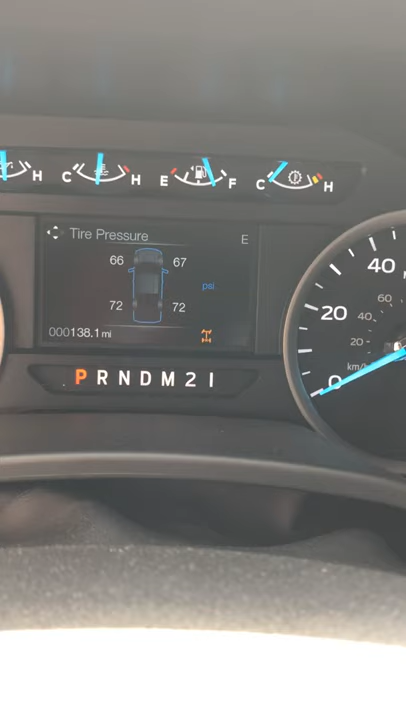 H C H E F C H
Tire Pressure E
66 67
psi
72 72
000138.1 mi
P R N D M 2 1
0 20 40
20 40 60
km/h